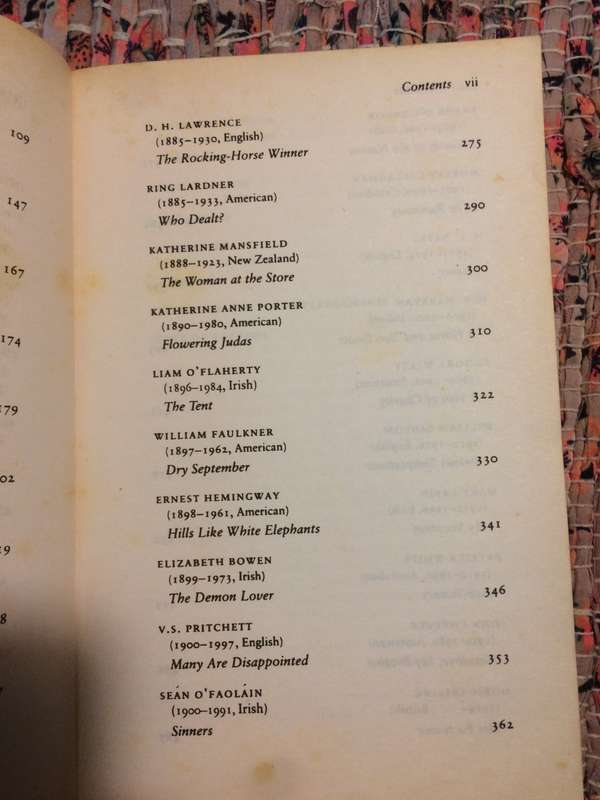 109
147
167
174
179
Contents vii
D. H. LAWRENCE
(1885–1930, English)
The Rocking-Horse Winner 275
RING LARDNER
(1885–1933, American)
Who Dealt? 290
KATHERINE MANSFIELD
(1888–1923, New Zealand)
The Woman at the Store 300
KATHERINE ANNE PORTER
(1890–1980, American)
Flowering Judas 310
LIAM O'FLAHERTY
(1896–1984, Irish)
The Tent 322
WILLIAM FAULKNER
(1897–1962, American)
Dry September 330
ERNEST HEMINGWAY
(1898–1961, American)
Hills Like White Elephants 341
ELIZABETH BOWEN
(1899–1973, Irish)
The Demon Lover 346
V.S. PRITCHETT
(1900–1997, English)
Many Are Disappointed 353
SEÁN O'FAOLÁIN
(1900–1991, Irish)
Sinners 362